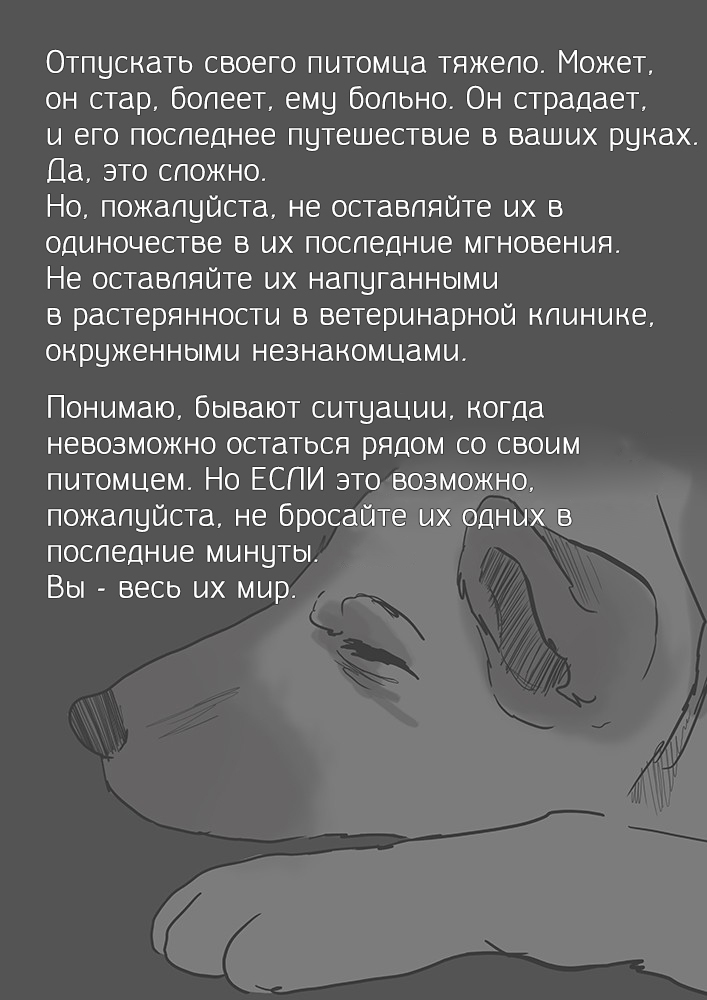 Отпускать своего питомца тяжело. Может,
он стар, болеет, ему больно. Он страдает,
и его последнее путешествие в ваших руках.
Да, это сложно.
Но, пожалуйста, не оставляйте их в
одиночестве в их последние мгновения.
Не оставляйте их напуганными
в растерянности в ветеринарной клинике,
окруженными незнакомцами.
Понимаю, бывают ситуации, когда
невозможно остаться рядом со своим
питомцем. Но ЕСЛИ это возможно,
пожалуйста, не бросайте их одних в
последние минуты.
Вы - весь их мир.